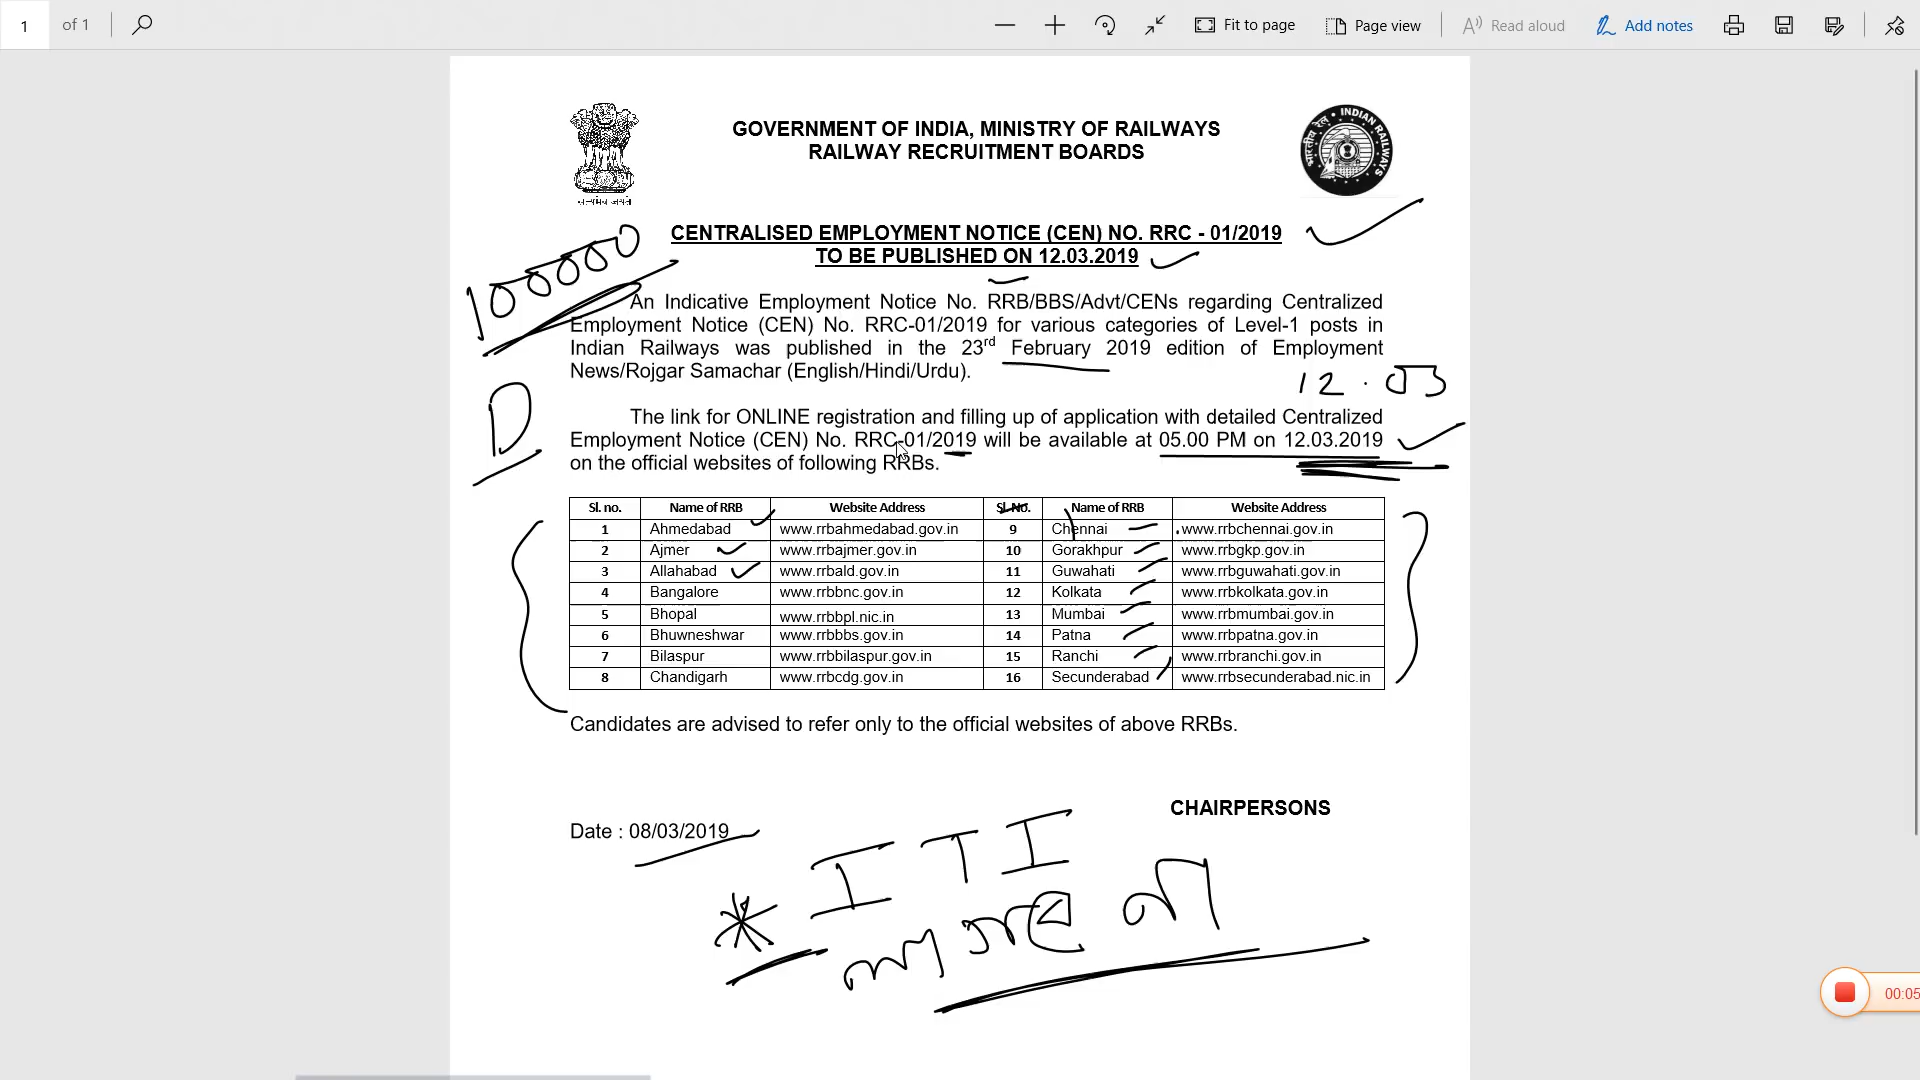 1 of 1 Fit to page Page view Read aloud Add notes
GOVERNMENT OF INDIA, MINISTRY OF RAILWAYS
RAILWAY RECRUITMENT BOARDS
भारतीय रेल • INDIAN RAILWAYS
CENTRALISED EMPLOYMENT NOTICE (CEN) NO. RRC - 01/2019
TO BE PUBLISHED ON 12.03.2019
100000
An Indicative Employment Notice No. RRB/BBS/Advt/CENs regarding Centralized
Employment Notice (CEN) No. RRC-01/2019 for various categories of Level-1 posts in
Indian Railways was published in the 23rd February 2019 edition of Employment
News/Rojgar Samachar (English/Hindi/Urdu).
12.03
D
The link for ONLINE registration and filling up of application with detailed Centralized
Employment Notice (CEN) No. RRC-01/2019 will be available at 05.00 PM on 12.03.2019
on the official websites of following RRBs.
Sl. no. Name of RRB Website Address Sl. No. Name of RRB Website Address
1 Ahmedabad www.rrbahmedabad.gov.in 9 Chennai www.rrbchennai.gov.in
2 Ajmer www.rrbajmer.gov.in 10 Gorakhpur www.rrbgkp.gov.in
3 Allahabad www.rrbald.gov.in 11 Guwahati www.rrbguwahati.gov.in
4 Bangalore www.rrbbnc.gov.in 12 Kolkata www.rrbkolkata.gov.in
5 Bhopal www.rrbbpl.nic.in 13 Mumbai www.rrbmumbai.gov.in
6 Bhuwneshwar www.rrbbbs.gov.in 14 Patna www.rrbpatna.gov.in
7 Bilaspur www.rrbbilaspur.gov.in 15 Ranchi www.rrbranchi.gov.in
8 Chandigarh www.rrbcdg.gov.in 16 Secunderabad www.rrbsecunderabad.nic.in
Candidates are advised to refer only to the official websites of above RRBs.
CHAIRPERSONS
Date : 08/03/2019
* ITI
00:05